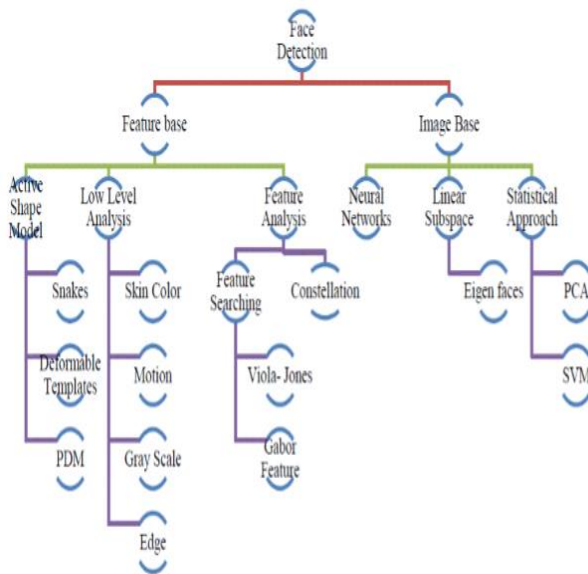 Face
Detection
Feature base
Image Base
Active
Shape
Model
Low Level
Analysis
Feature
Analysis
Neural
Networks
Linear
Subspace
Statistical
Approach
Snakes
Deformable
Templates
PDM
Skin Color
Motion
Gray Scale
Edge
Feature
Searching
Constellation
Viola- Jones
Gabor
Feature
Eigen faces
PCA
SVM